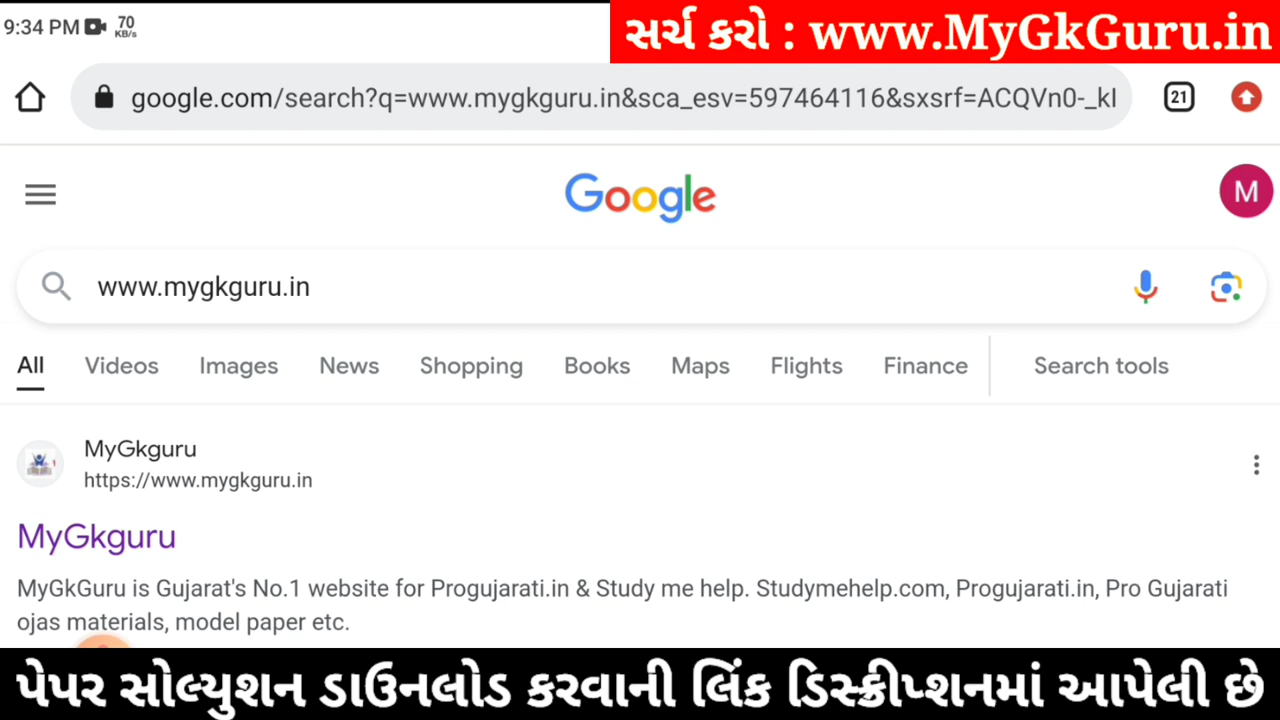 9:34 PM 70 KB/s
સર્ચ કરો : www.MyGkGuru.in
google.com/search?q=www.mygkguru.in&sca_esv=597464116&sxsrf=ACQVn0-_kI
21
Google
M
www.mygkguru.in
All Videos Images News Shopping Books Maps Flights Finance Search tools
MyGkguru
https://www.mygkguru.in
MyGkguru
MyGkGuru is Gujarat's No.1 website for Progujarati.in & Study me help. Studymehelp.com, Progujarati.in, Pro Gujarati
ojas materials, model paper etc.
પેપર સોલ્યુશન ડાઉનલોડ કરવાની લિંક ડિસ્ક્રીપ્શનમાં આપેલી છે